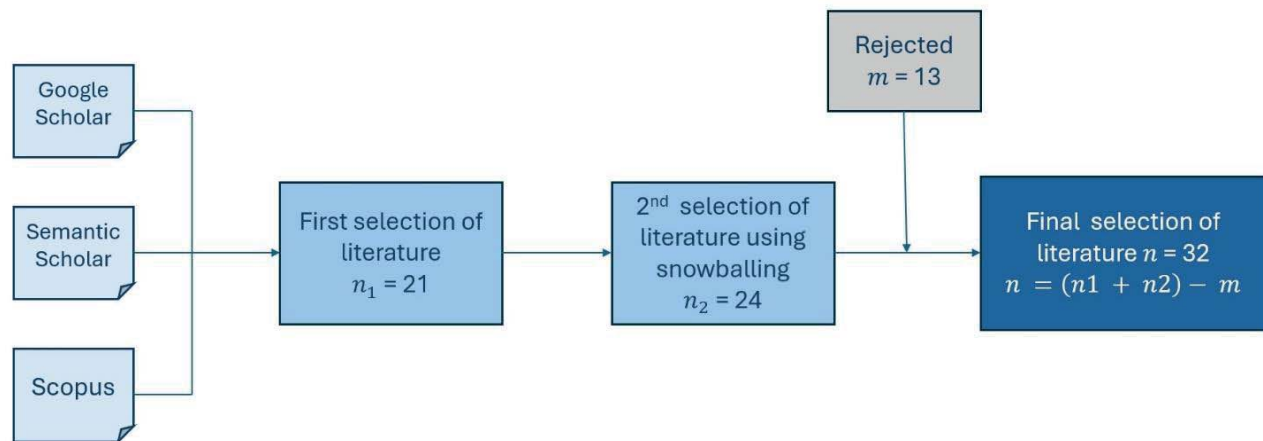 Google
Scholar
Semantic
Scholar
Scopus
First selection of
literature
𝑛₁ = 21
2ⁿᵈ selection of
literature using
snowballing
𝑛₂ = 24
Rejected
𝑚 = 13
Final selection of
literature 𝑛 = 32
𝑛 = (𝑛1 + 𝑛2) − 𝑚